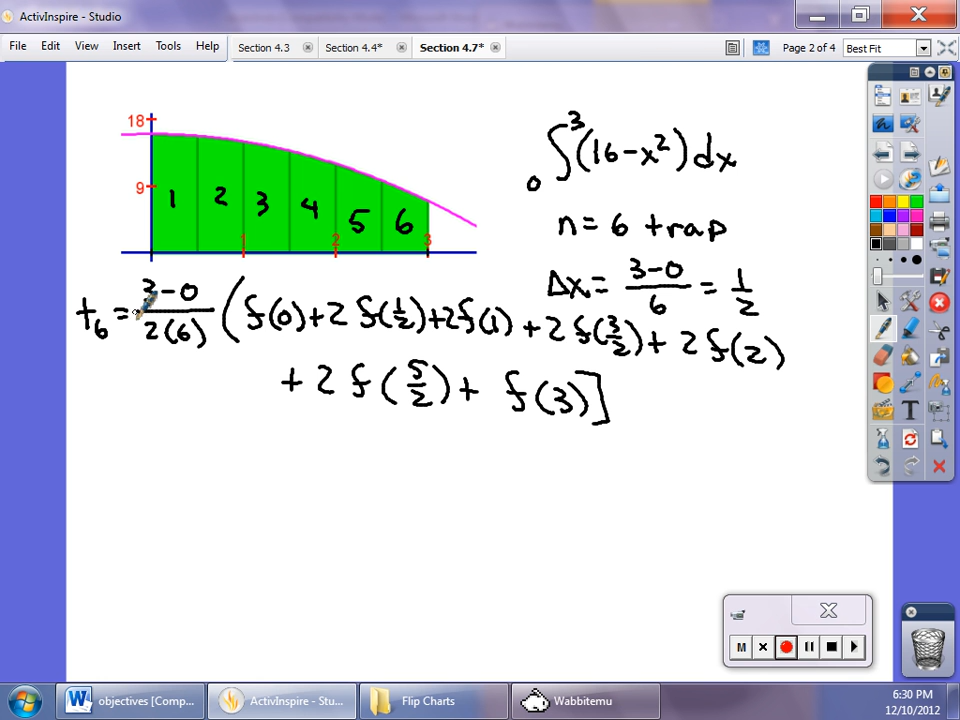 ActivInspire - Studio
File Edit View Insert Tools Help Section 4.3 Section 4.4* Section 4.7* Page 2 of 4 Best Fit
18
9
1 2 3 4 5 6
1 2 3
∫₀³(16-x²)dx
n= 6 trap
Δx = 3-0/6 = 1/2
t₆ = 3-0/2(6) (f(0)+2f(1/2)+2f(1)+2f(3/2)+2f(2)
+2f(5/2)+f(3)]
M
objectives [Comp... ActivInspire - Stu... Flip Charts Wabbitemu
6:30 PM
12/10/2012